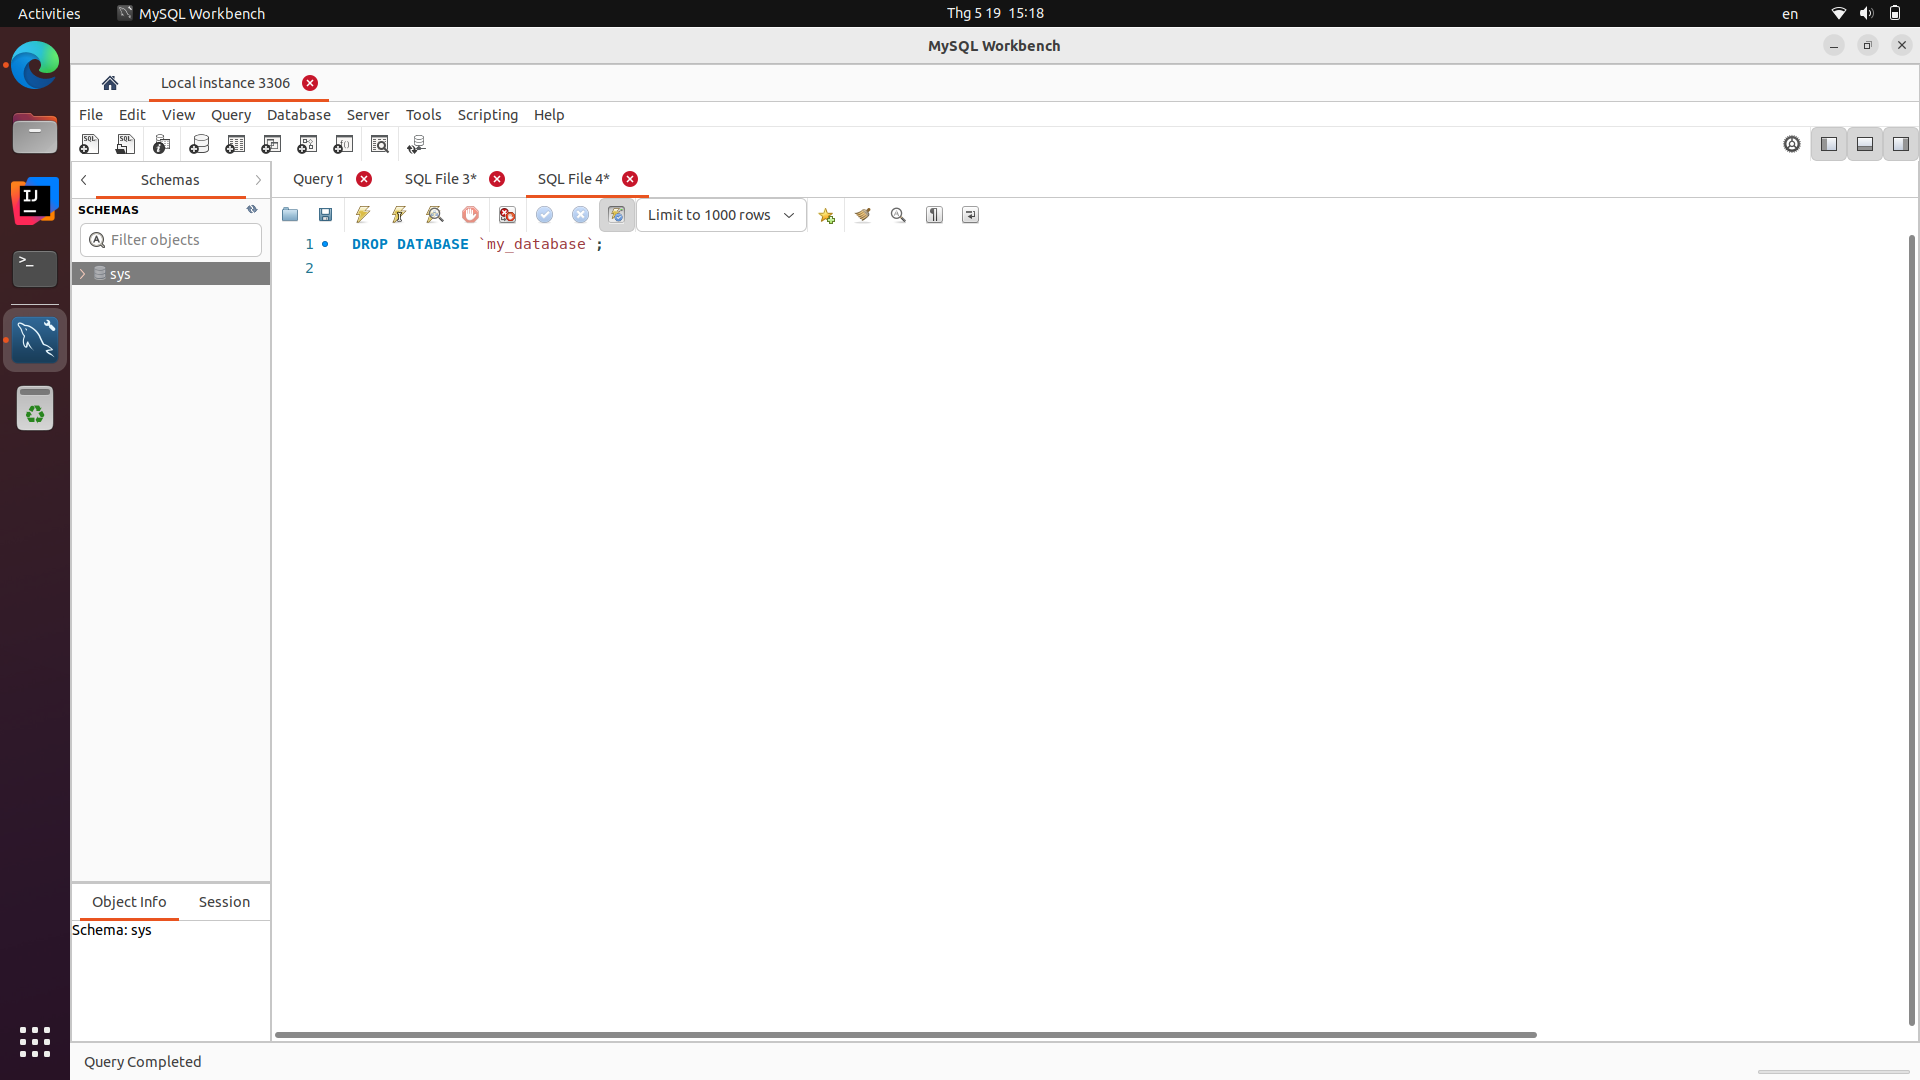 Activities
MySQL Workbench
Thg 5 19 15:18
en
MySQL Workbench
Local instance 3306
File Edit View Query Database Server Tools Scripting Help
Schemas
Query 1
SQL File 3*
SQL File 4*
SCHEMAS
Filter objects
Limit to 1000 rows
1 DROP DATABASE `my_database`;
2
sys
Object Info
Session
Schema: sys
Query Completed